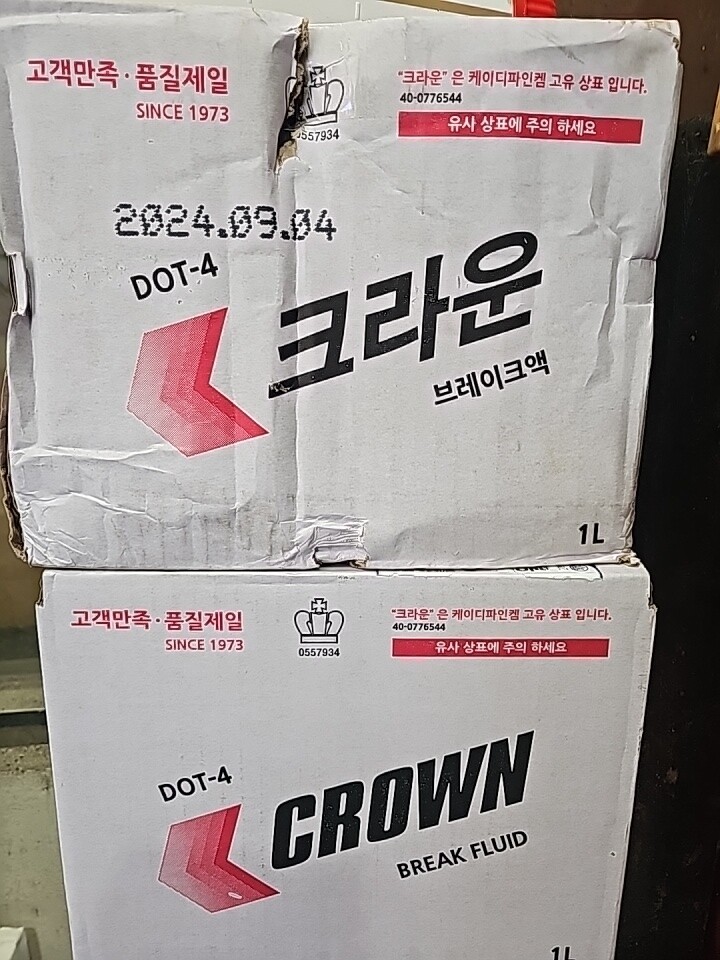 고객만족·품질제일
SINCE 1973
0557934
"크라운" 은 케이디파인켐 고유 상표 입니다.
40-0776544
유사 상표에 주의 하세요
2024.09.04
DOT-4
크라운
브레이크액
1L
고객만족·품질제일
SINCE 1973
0557934
"크라운" 은 케이디파인켐 고유 상표 입니다.
40-0776544
유사 상표에 주의 하세요
DOT-4
CROWN
BREAK FLUID
1L